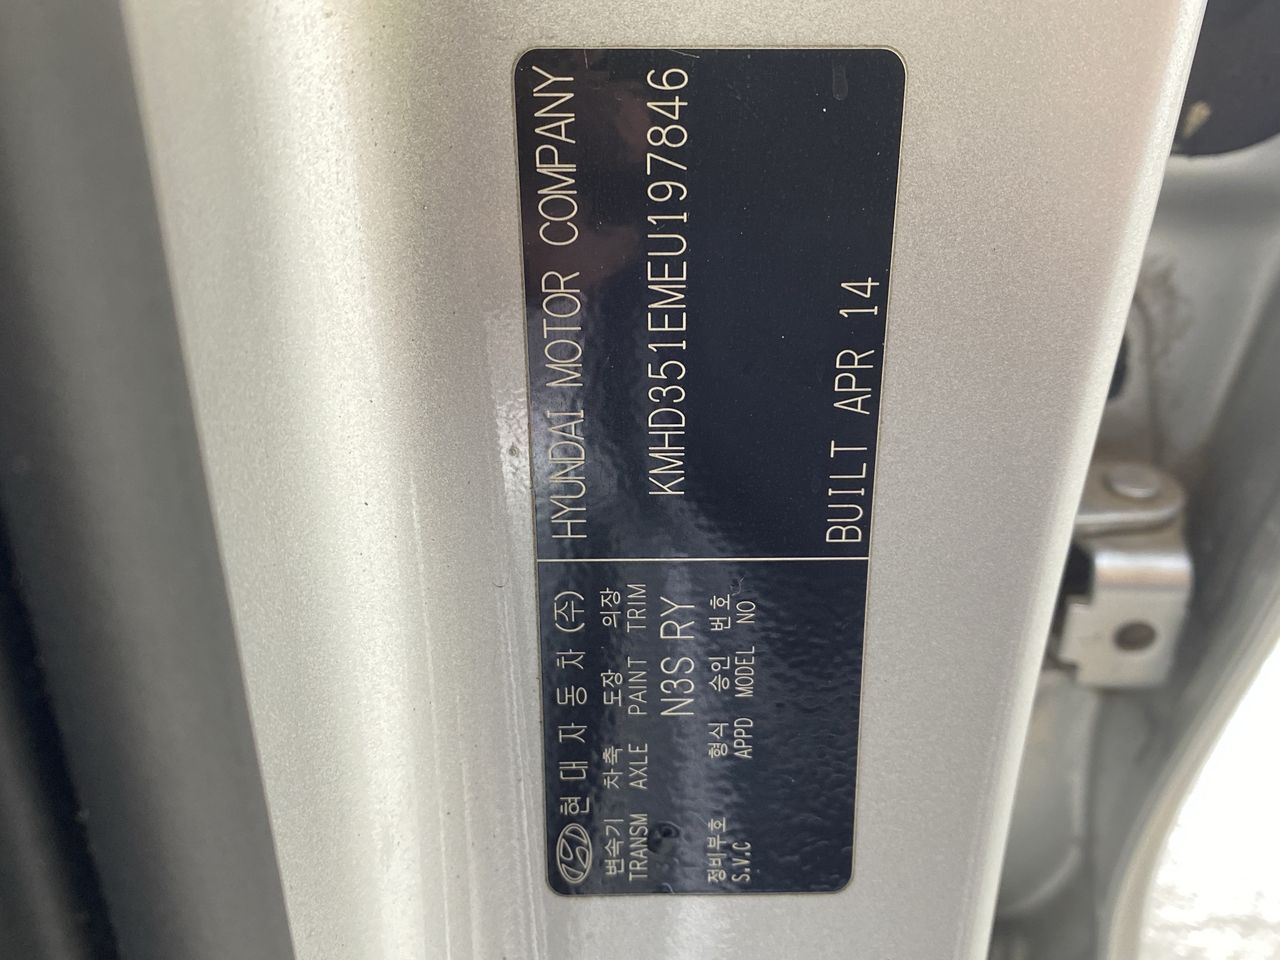 현대자동차(주) HYUNDAI MOTOR COMPANY
변속기 차축 도장 의장
TRANSM AXLE PAINT TRIM
N3S RY
KMHD351EMEU197846
정비부호 형식 승인 번호
S.V.C APPD MODEL NO
BUILT APR 14